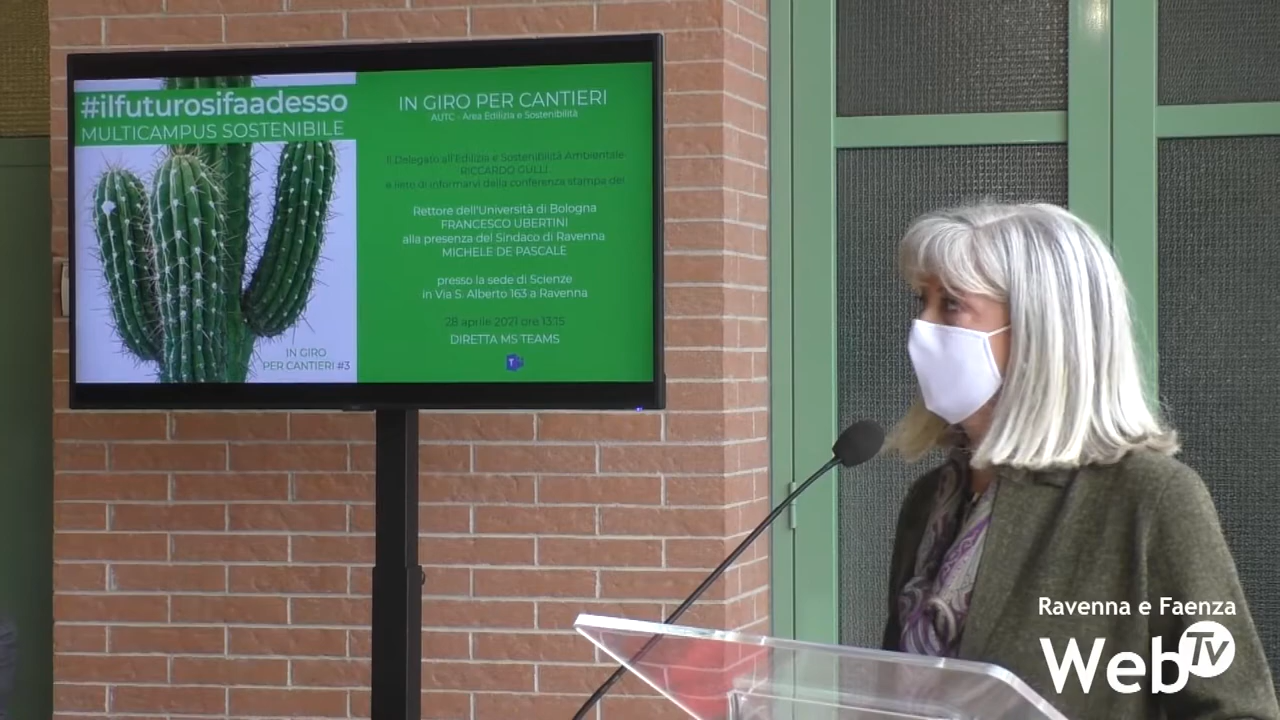 #ilfuturosifaadesso
MULTICAMPUS SOSTENIBILE
IN GIRO
PER CANTIERI #3
IN GIRO PER CANTIERI
AUTC - Area Edilizia e Sostenibilità
Il Delegato all'Edilizia e Sostenibilità Ambientale
RICCARDO GULLI
è lieto di informarvi della conferenza stampa del
Rettore dell'Università di Bologna
FRANCESCO UBERTINI
alla presenza del Sindaco di Ravenna
MICHELE DE PASCALE
presso la sede di Scienze
in Via S. Alberto 163 a Ravenna
28 aprile 2021 ore 13.15
DIRETTA MS TEAMS
Ravenna e Faenza
Web Tv